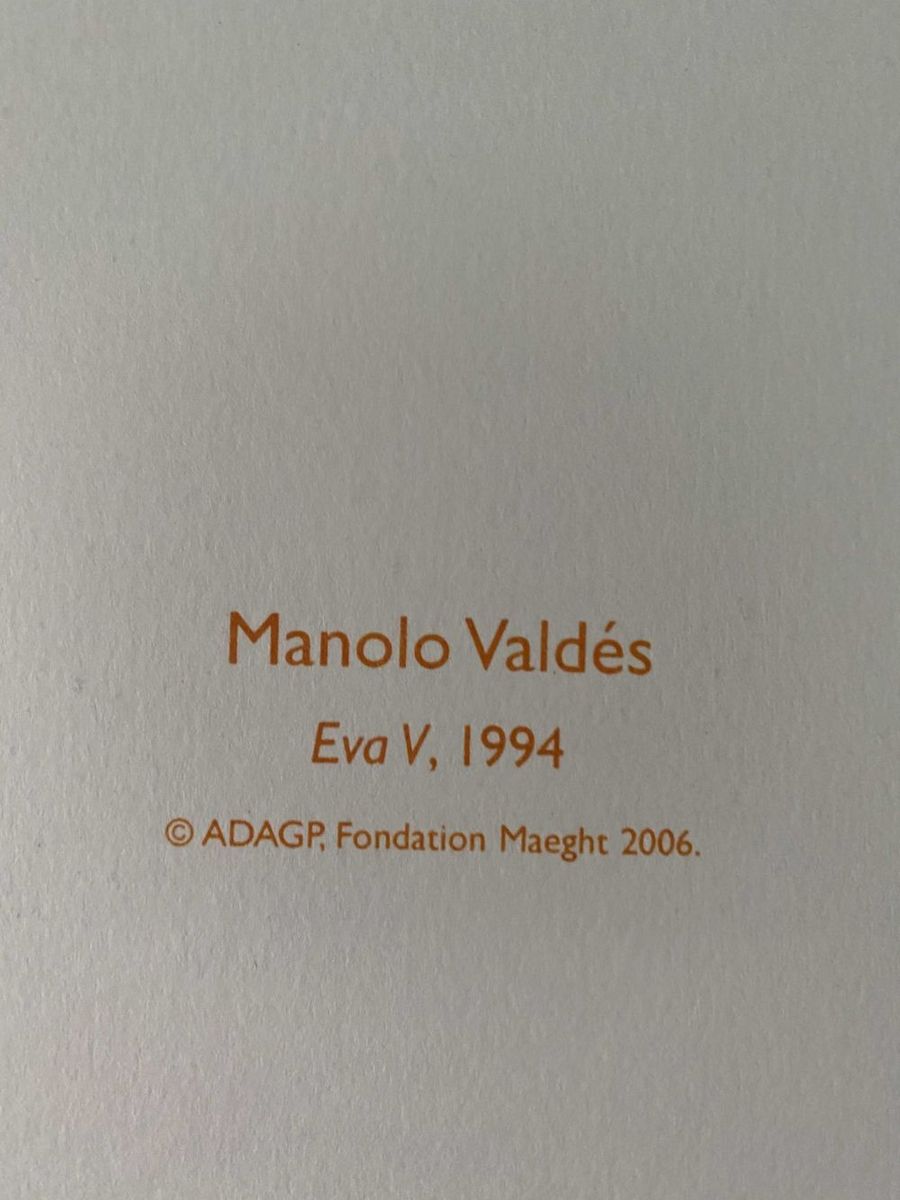 Manolo Valdés
Eva V, 1994
© ADAGP, Fondation Maeght 2006.